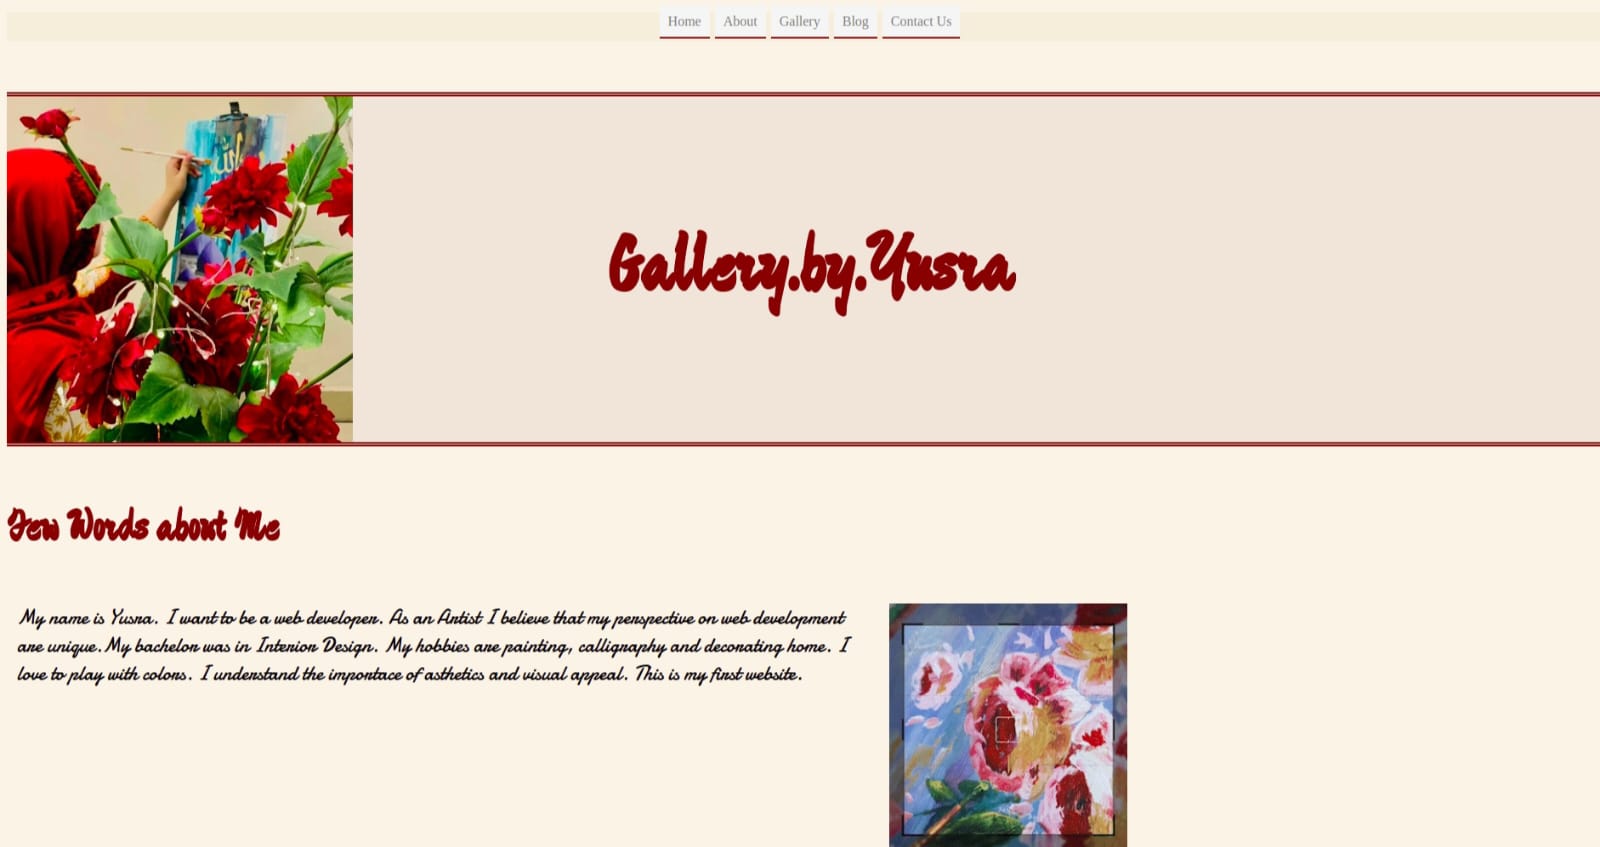 Home About Gallery Blog Contact Us
Gallery.by.Yusra
Few Words about Me
My name is Yusra. I want to be a web developer. As an Artist I believe that my perspective on web development
are unique. My bachelor was in Interior Design. My hobbies are painting, calligraphy and decorating home. I
love to play with colors. I understand the importace of asthetics and visual appeal. This is my first website.